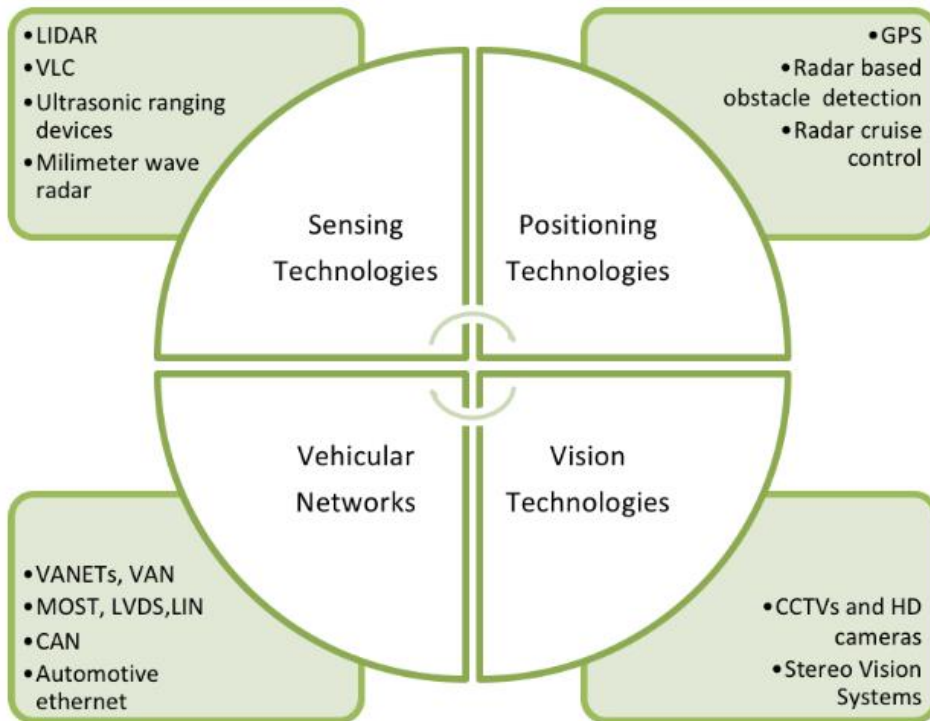 •LIDAR
•VLC
•Ultrasonic ranging
devices
•Milimeter wave
radar
•GPS
•Radar based
obstacle detection
•Radar cruise
control
Sensing
Technologies
Positioning
Technologies
Vehicular
Networks
Vision
Technologies
•VANETs, VAN
•MOST, LVDS,LIN
•CAN
•Automotive
ethernet
•CCTVs and HD
cameras
•Stereo Vision
Systems